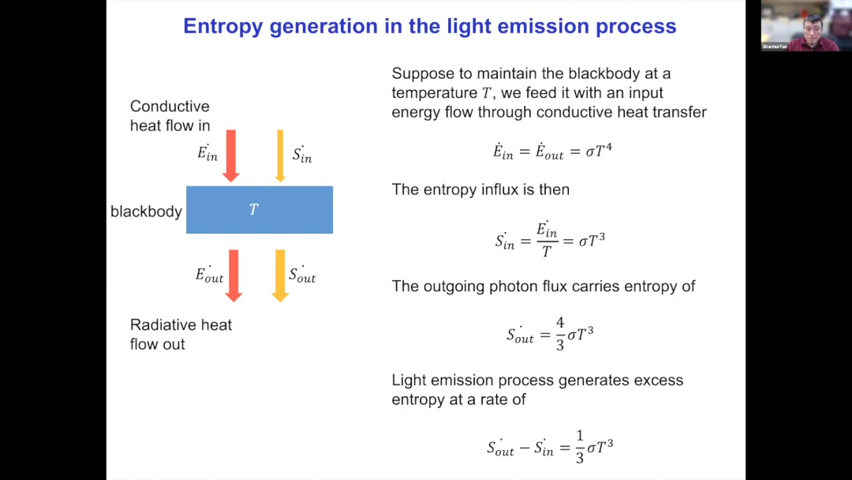 Entropy generation in the light emission process
Shanhui Fan
Conductive
heat flow in
Ė_in
Ṡ_in
blackbody
T
Ė_out
Ṡ_out
Radiative heat
flow out
Suppose to maintain the blackbody at a
temperature T, we feed it with an input
energy flow through conductive heat transfer
Ė_in = Ė_out = σT⁴
The entropy influx is then
Ṡ_in = Ė_in / T = σT³
The outgoing photon flux carries entropy of
Ṡ_out = 4/3 σT³
Light emission process generates excess
entropy at a rate of
Ṡ_out − Ṡ_in = 1/3 σT³